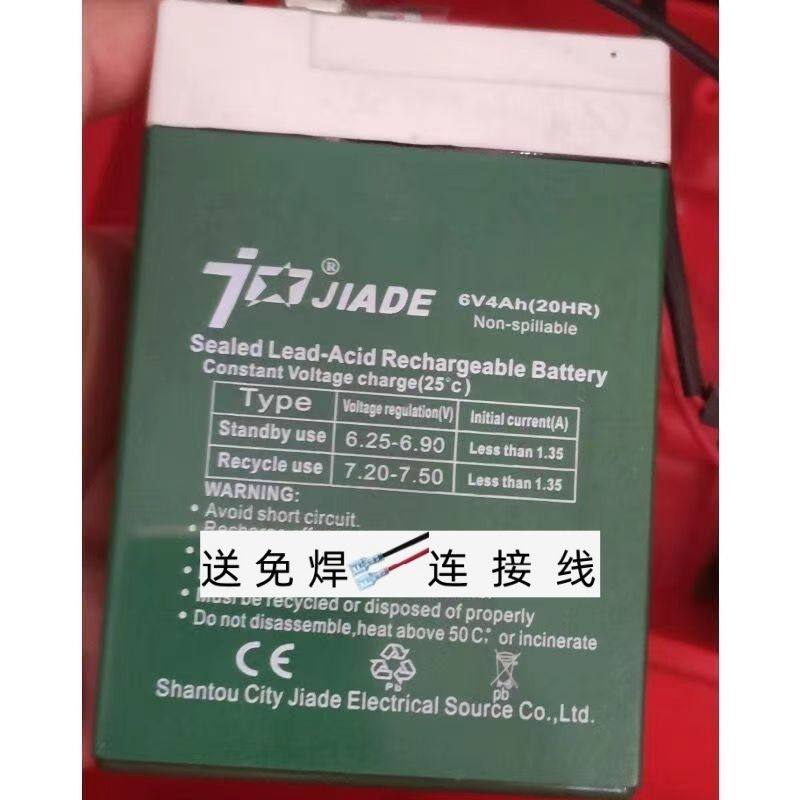 JIADE
®
6V4Ah(20HR)
Non-spillable
Sealed Lead-Acid Rechargeable Battery
Constant Voltage charge(25°c)
Type Voltage regulation(V) Initial current(A)
Standby use 6.25-6.90 Less than 1.35
Recycle use 7.20-7.50 Less than 1.35
WARNING:
• Avoid short circuit.
送免焊 连接线
Must be recycled or disposed of properly
• Do not disassemble,heat above 50C; or incinerate
CE
Pb
pb
Shantou City Jiade Electrical Source Co.,Ltd.